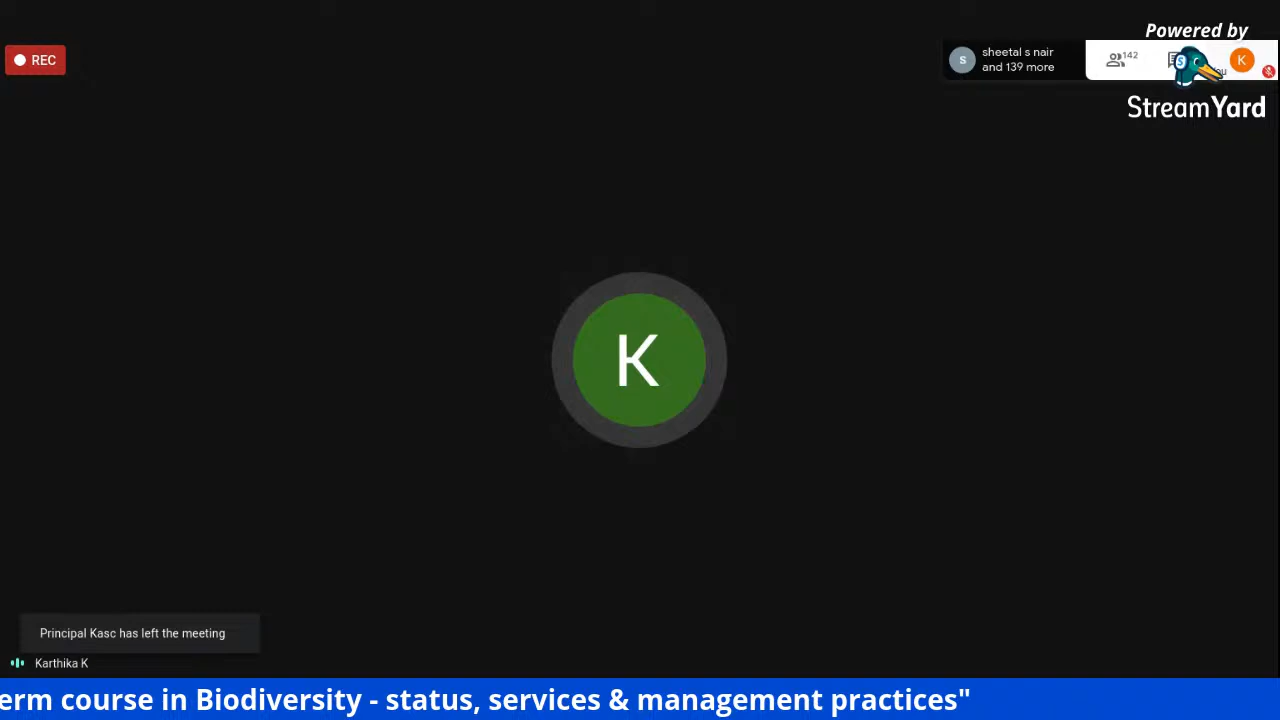 Powered by
REC
S
sheetal s nair
and 139 more
142
K
S
StreamYard
K
Principal Kasc has left the meeting
Karthika K
erm course in Biodiversity - status, services & management practices"